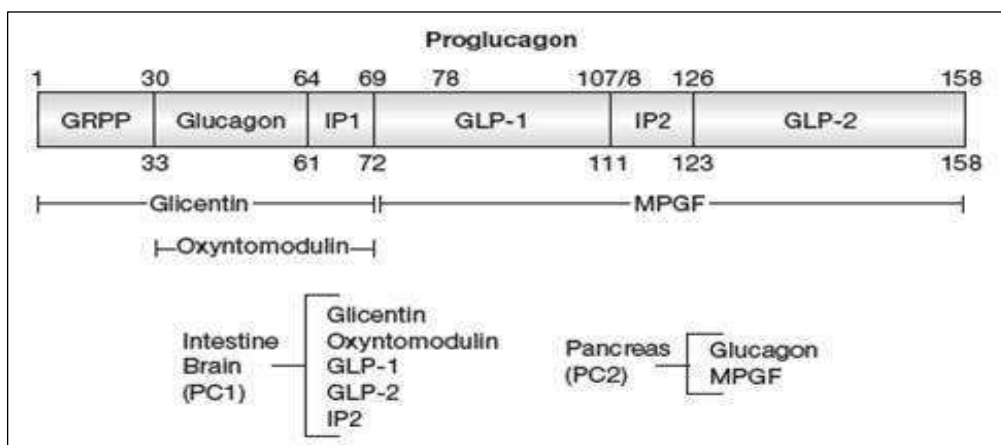 Proglucagon
1 30 64 69 78 107/8 126 158
GRPP Glucagon IP1 GLP-1 IP2 GLP-2
33 61 72 111 123 158
Glicentin MPGF
Oxyntomodulin
Intestine
Brain
(PC1)
Glicentin
Oxyntomodulin
GLP-1
GLP-2
IP2
Pancreas
(PC2)
Glucagon
MPGF